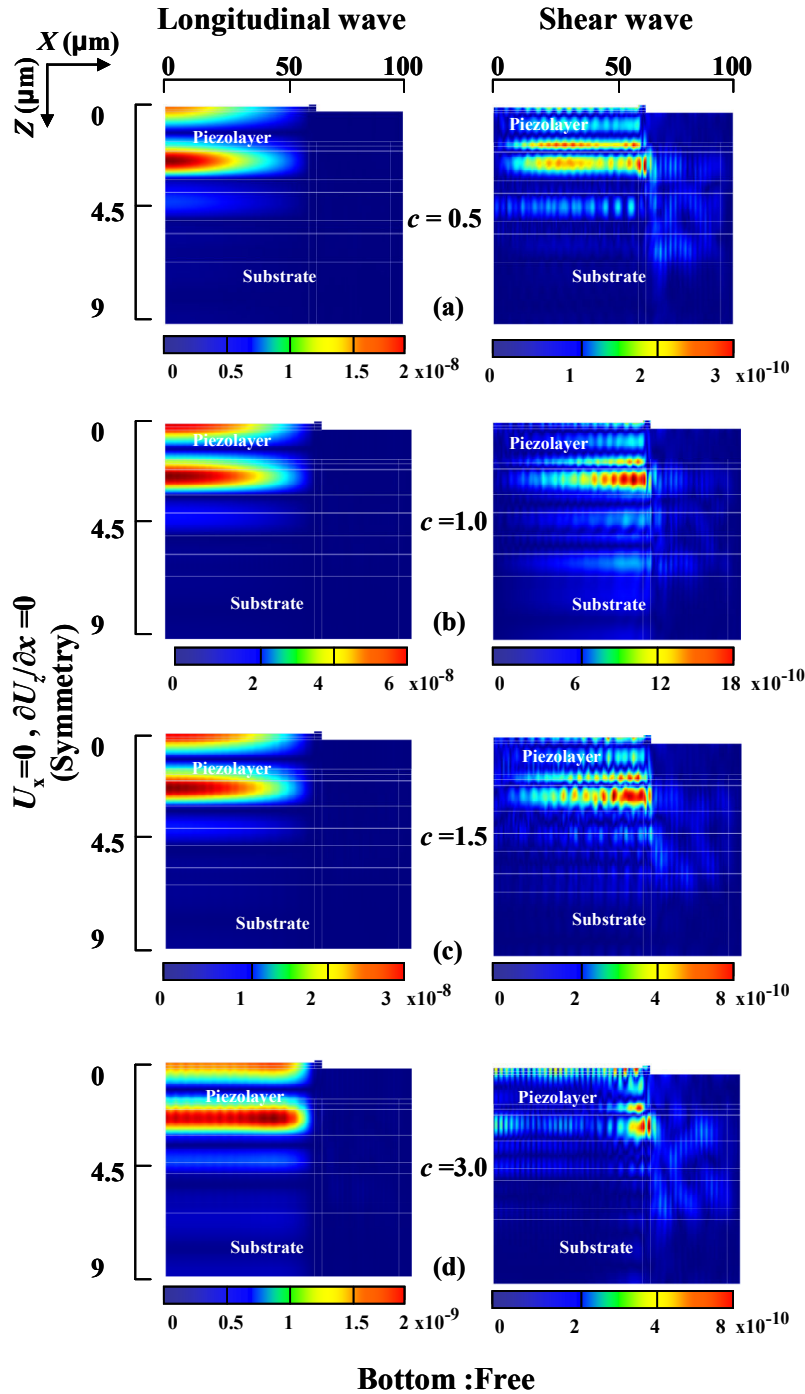 Longitudinal wave Shear wave
X (μm)
0 50 100 0 50 100
Z (μm)
0
Piezolayer Piezolayer
4.5
c = 0.5
Substrate Substrate
9
(a)
0 0.5 1 1.5 2 x10-8 0 1 2 3 x10-10
0
Piezolayer Piezolayer
4.5
c =1.0
Substrate Substrate
9
(b)
0 2 4 6 x10-8 0 6 12 18 x10-10
Ux =0 , ∂Uz/∂x =0
(Symmetry)
0
Piezolayer Piezolayer
4.5
c =1.5
Substrate Substrate
9
(c)
0 1 2 3 x10-8 0 2 4 8 x10-10
0
Piezolayer Piezolayer
4.5
c =3.0
Substrate Substrate
9
(d)
0 0.5 1 1.5 2 x10-9 0 2 4 8 x10-10
Bottom :Free